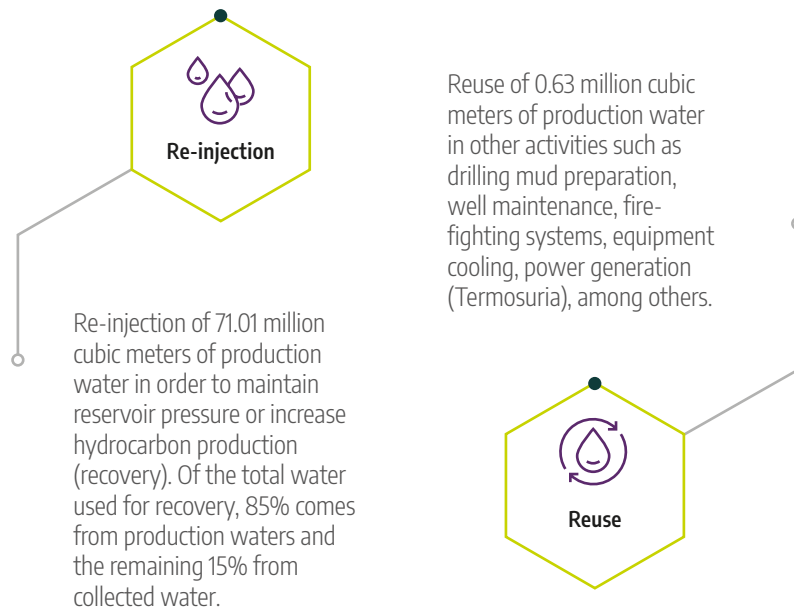 Re-injection
Re-injection of 71.01 million
cubic meters of production
water in order to maintain
reservoir pressure or increase
hydrocarbon production
(recovery). Of the total water
used for recovery, 85% comes
from production waters and
the remaining 15% from
collected water.
Reuse of 0.63 million cubic
meters of production water
in other activities such as
drilling mud preparation,
well maintenance, fire-
fighting systems, equipment
cooling, power generation
(Termosuria), among others.
Reuse